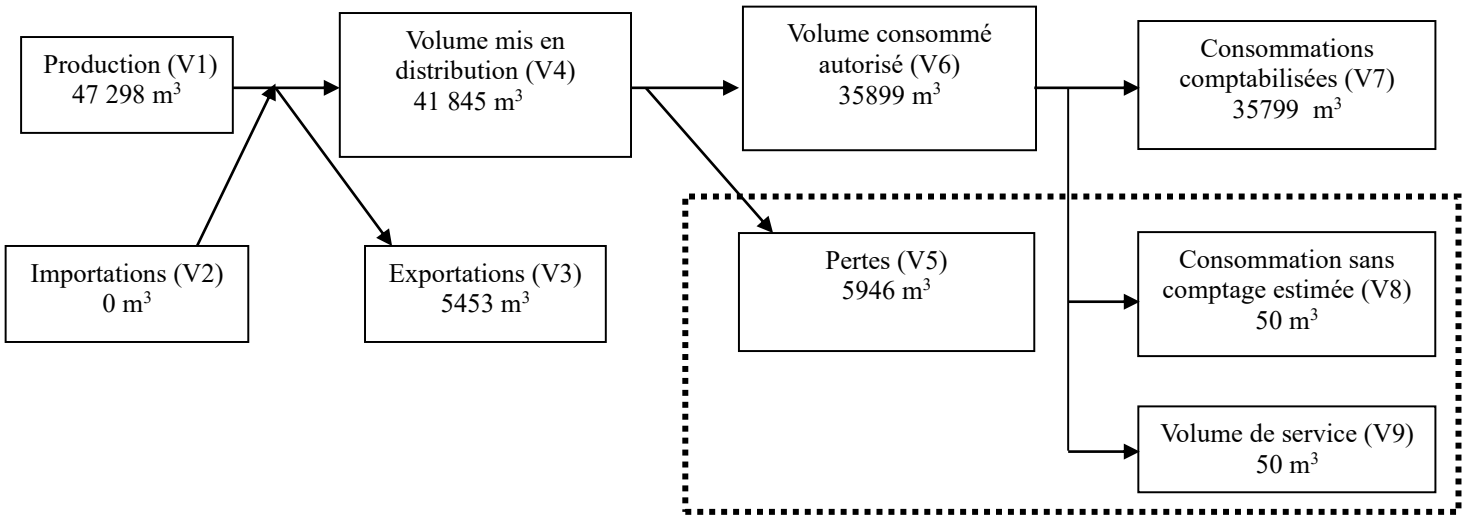 Production (V1)
47 298 m³
Volume mis en
distribution (V4)
41 845 m³
Volume consommé
autorisé (V6)
35899 m³
Consommations
comptabilisées (V7)
35799 m³
Importations (V2)
0 m³
Exportations (V3)
5453 m³
Pertes (V5)
5946 m³
Consommation sans
comptage estimée (V8)
50 m³
Volume de service (V9)
50 m³